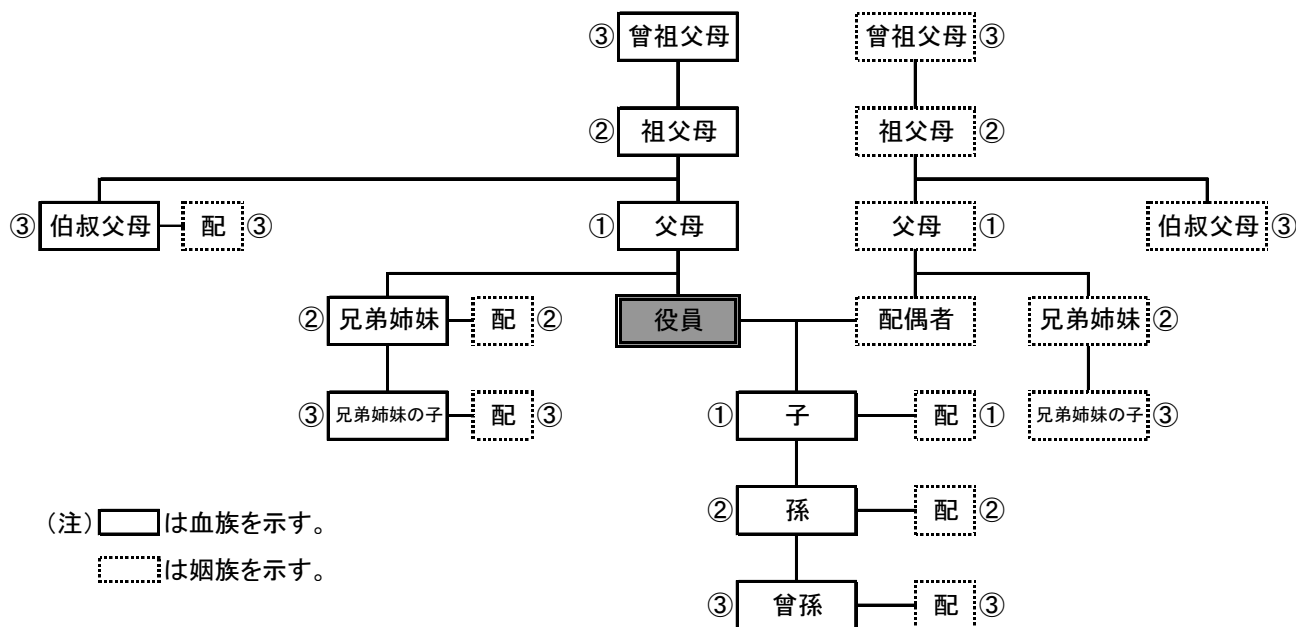 ③ 曾祖父母 曾祖父母 ③
② 祖父母 祖父母 ②
③ 伯叔父母 配 ③ ① 父母 父母 ① 伯叔父母 ③
② 兄弟姉妹 配 ② 役員 配偶者 兄弟姉妹 ②
③ 兄弟姉妹の子 配 ③ ① 子 配 ① 兄弟姉妹の子 ③
② 孫 配 ②
(注) は血族を示す。
は姻族を示す。
③ 曾孫 配 ③